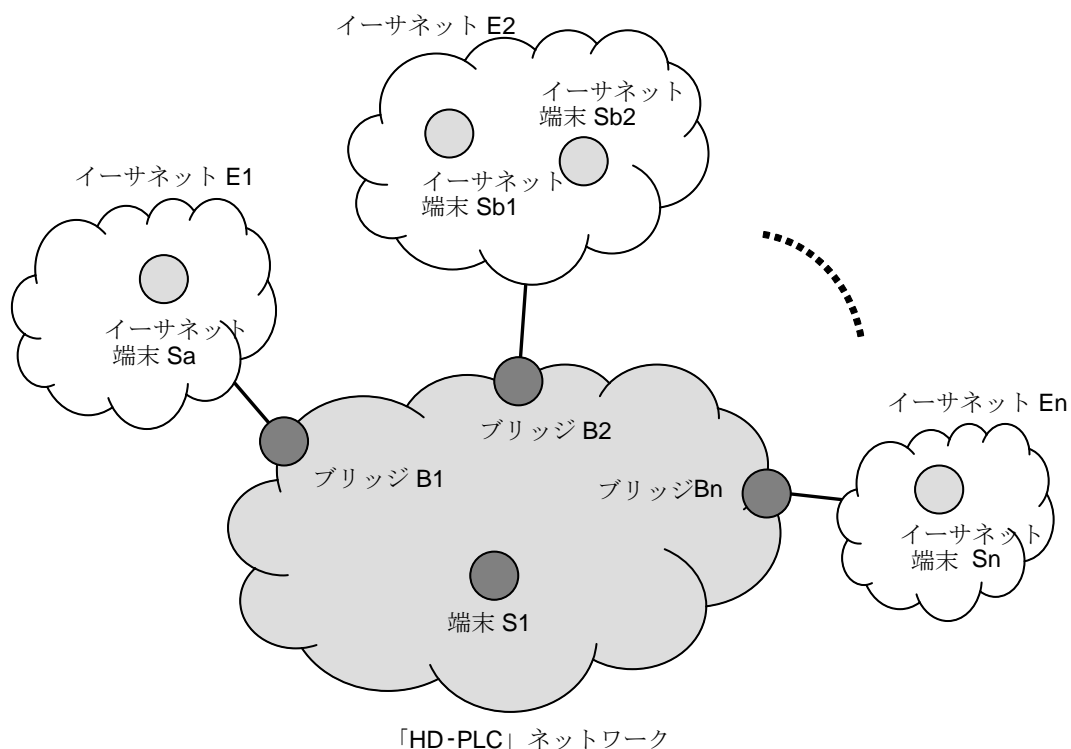 イーサネット E2
イーサネット
端末 Sb2
イーサネット
端末 Sb1
イーサネット E1
イーサネット
端末 Sa
ブリッジ B2
ブリッジ B1
イーサネット En
ブリッジBn
イーサネット
端末 Sn
端末 S1
「HD-PLC」ネットワーク